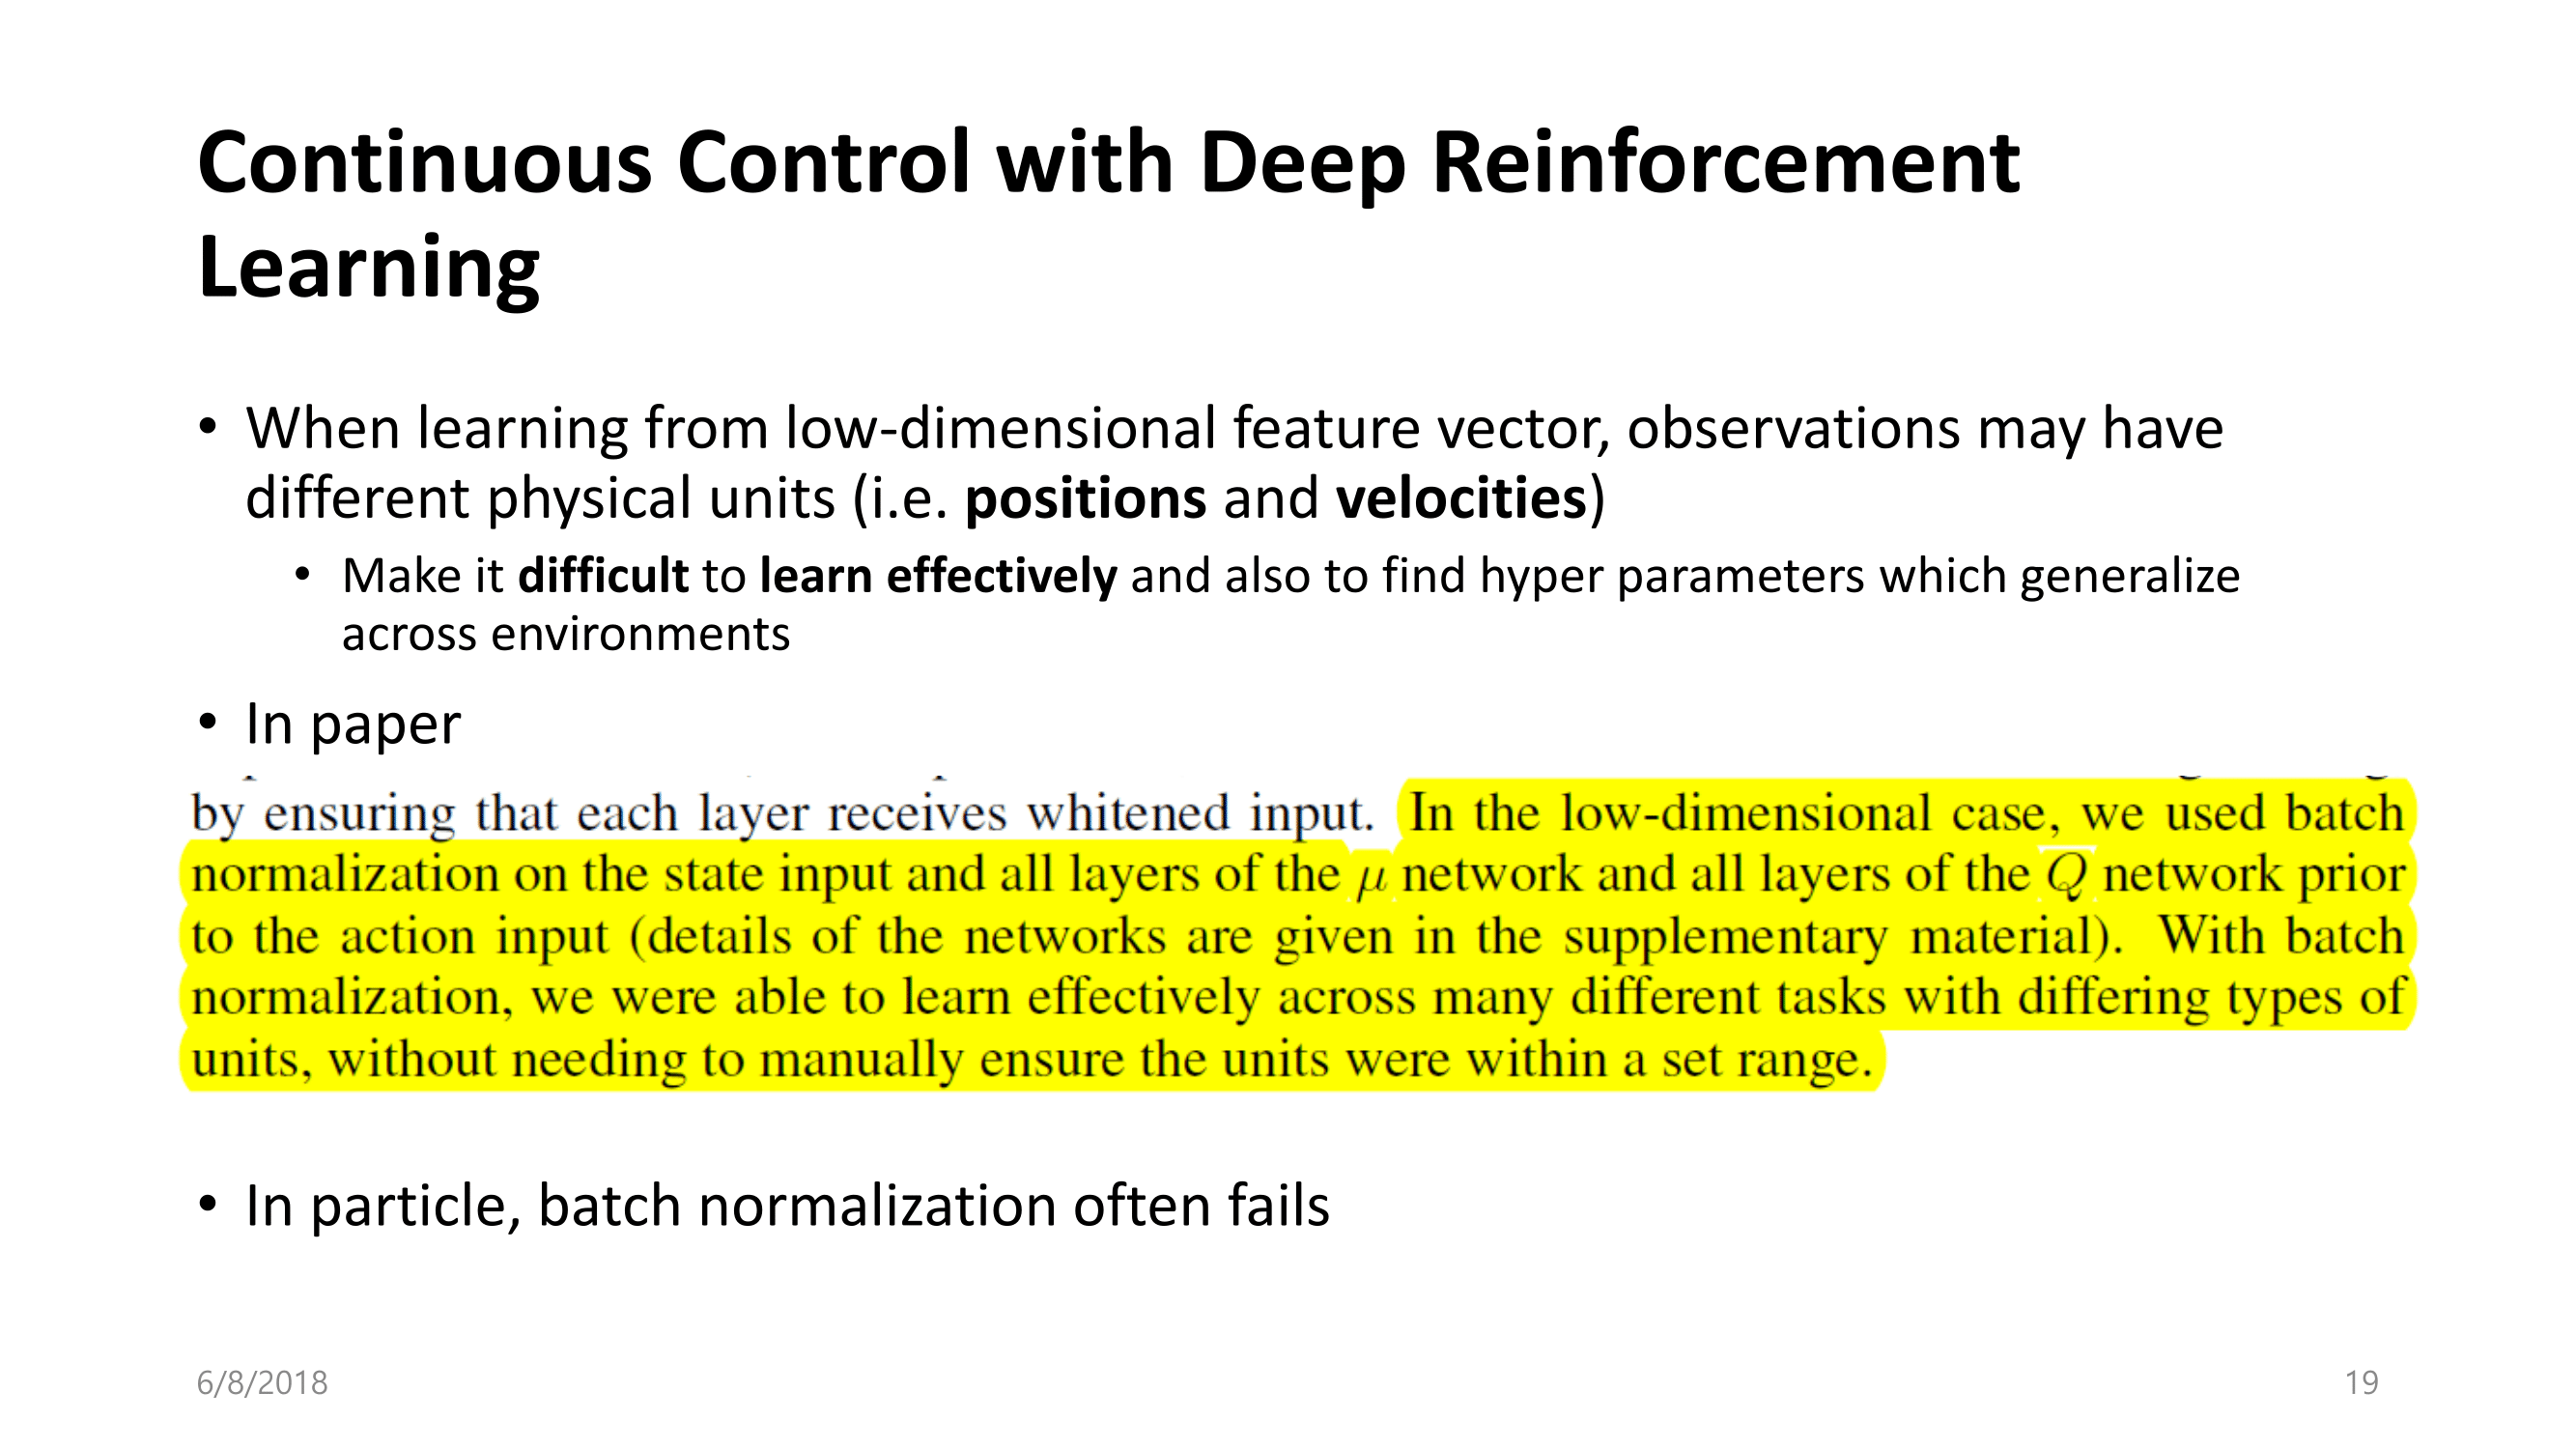 Continuous Control with Deep Reinforcement
Learning
• When learning from low-dimensional feature vector, observations may have
different physical units (i.e. positions and velocities)
• Make it difficult to learn effectively and also to find hyper parameters which generalize
across environments
• In paper
by ensuring that each layer receives whitened input. In the low-dimensional case, we used batch
normalization on the state input and all layers of the μ network and all layers of the Q network prior
to the action input (details of the networks are given in the supplementary material). With batch
normalization, we were able to learn effectively across many different tasks with differing types of
units, without needing to manually ensure the units were within a set range.
• In particle, batch normalization often fails
6/8/2018
19